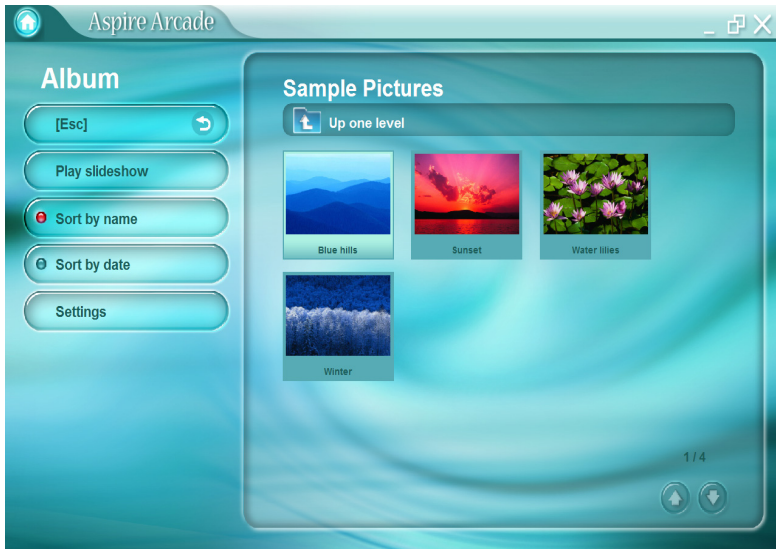 Aspire Arcade
Album
[Esc]
Play slideshow
Sort by name
Sort by date
Settings
Sample Pictures
Up one level
Blue hills
Sunset
Water lilies
Winter
1 / 4